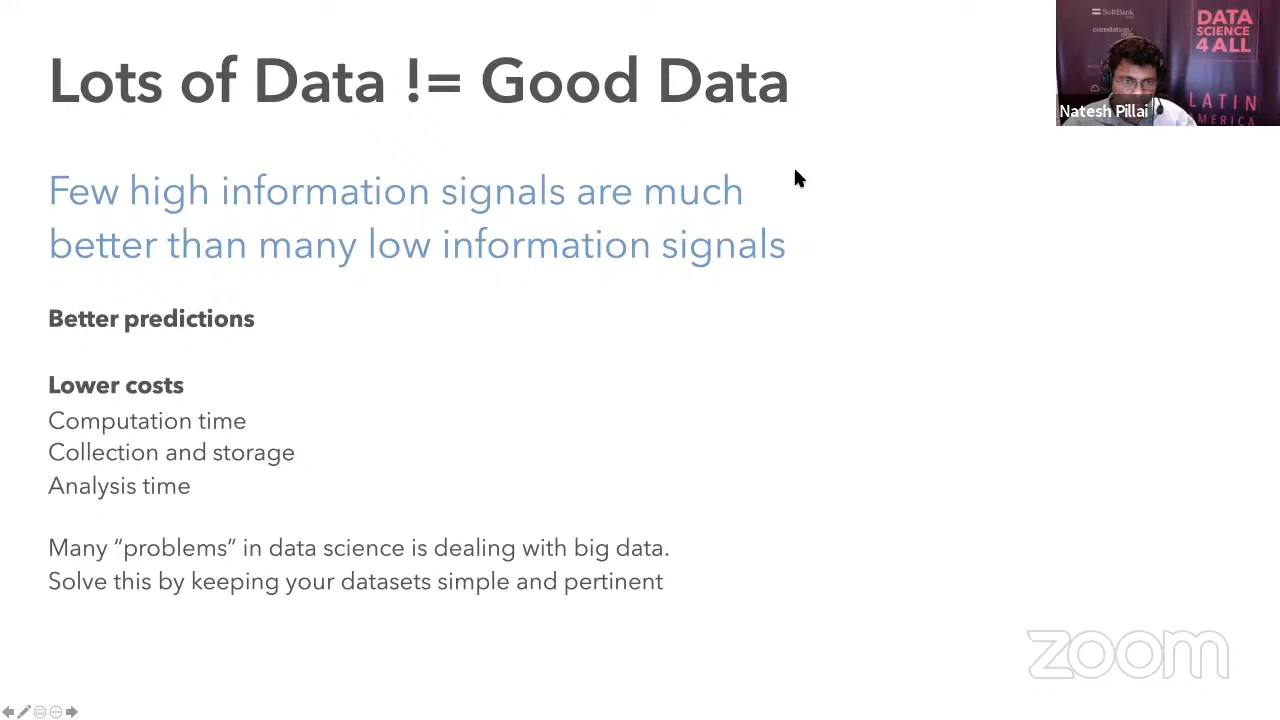 Lots of Data != Good Data
Few high information signals are much
better than many low information signals
Better predictions
Lower costs
Computation time
Collection and storage
Analysis time
Many “problems” in data science is dealing with big data.
Solve this by keeping your datasets simple and pertinent
SoftBank
DATA
SCIENCE
4 ALL
LATIN
AMERICA
Natesh Pillai
zoom